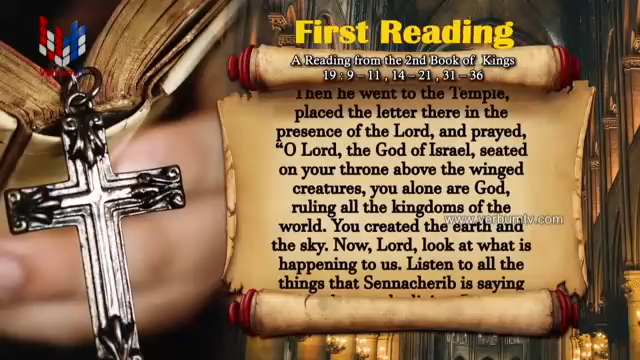 First Reading
A Reading from the 2nd Book of Kings
19 : 9 – 11 , 14 – 21 , 31 – 36
Then he went to the Temple,
placed the letter there in the
presence of the Lord, and prayed,
“O Lord, the God of Israel, seated
on your throne above the winged
creatures, you alone are God,
ruling all the kingdoms of the
world. You created the earth and
www.verbumtv.com
the sky. Now, Lord, look at what is
happening to us. Listen to all the
things that Sennacherib is saying